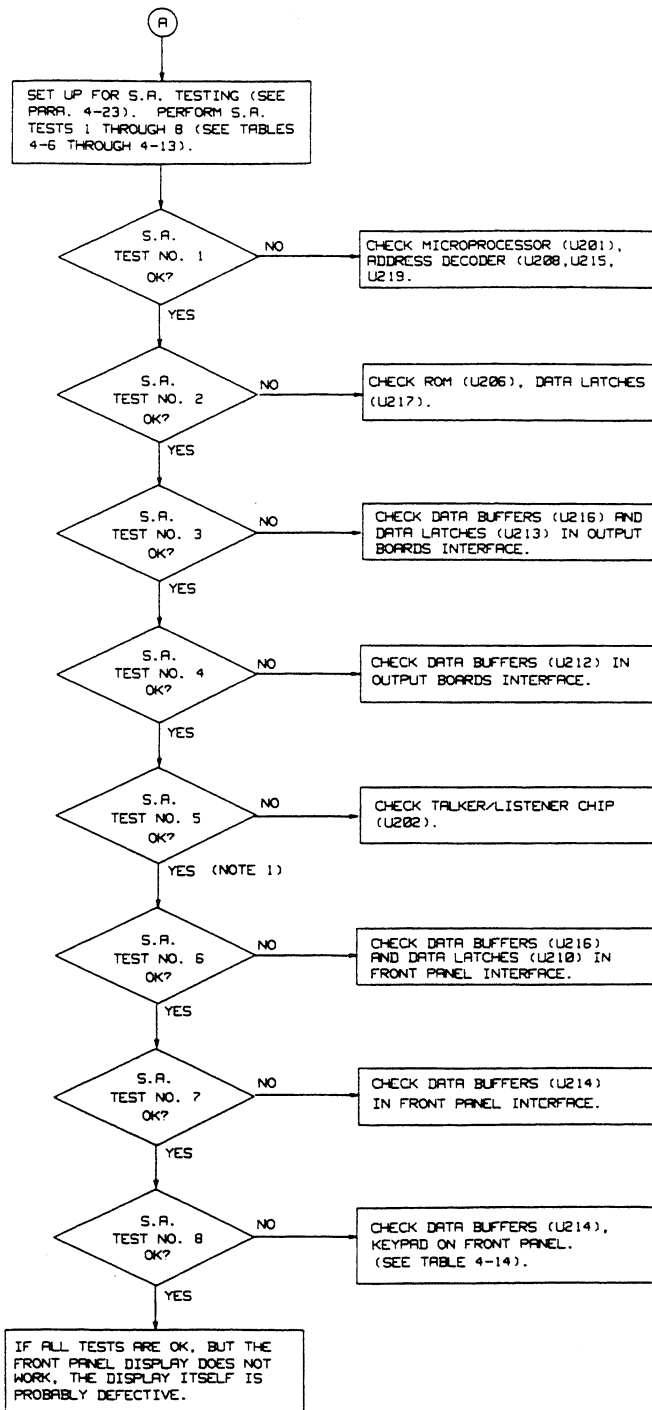 A
SET UP FOR S.A. TESTING (SEE
PARA. 4-23). PERFORM S.A.
TESTS 1 THROUGH 8 (SEE TABLES
4-6 THROUGH 4-13).
S.A.
TEST NO. 1
OK?
NO
CHECK MICROPROCESSOR (U201),
ADDRESS DECODER (U208,U215,
U219.
YES
S.A.
TEST NO. 2
OK?
NO
CHECK ROM (U206), DATA LATCHES
(U217).
YES
S.A.
TEST NO. 3
OK?
NO
CHECK DATA BUFFERS (U216) AND
DATA LATCHES (U213) IN OUTPUT
BOARDS INTERFACE.
YES
S.A.
TEST NO. 4
OK?
NO
CHECK DATA BUFFERS (U212) IN
OUTPUT BOARDS INTERFACE.
YES
S.A.
TEST NO. 5
OK?
NO
CHECK TALKER/LISTENER CHIP
(U202).
YES (NOTE 1)
S.A.
TEST NO. 6
OK?
NO
CHECK DATA BUFFERS (U216)
AND DATA LATCHES (U210) IN
FRONT PANEL INTERFACE.
YES
S.A.
TEST NO. 7
OK?
NO
CHECK DATA BUFFERS (U214)
IN FRONT PANEL INTERFACE.
YES
S.A.
TEST NO. 8
OK?
NO
CHECK DATA BUFFERS (U214),
KEYPAD ON FRONT PANEL.
(SEE TABLE 4-14).
YES
IF ALL TESTS ARE OK, BUT THE
FRONT PANEL DISPLAY DOES NOT
WORK, THE DISPLAY ITSELF IS
PROBABLY DEFECTIVE.